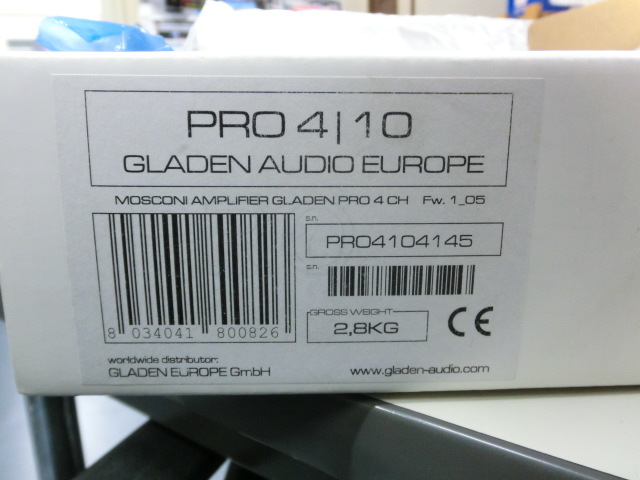 PRO 4|10
GLADEN AUDIO EUROPE
MOSCONI AMPLIFIER GLADEN PRO 4 CH Fw. 1_05
s.n.
PRO4104145
s.n.
GROSS WEIGHT
2,8KG
CE
8 034041 800826
worldwide distributor:
GLADEN EUROPE GmbH
www.gladen-audio.com